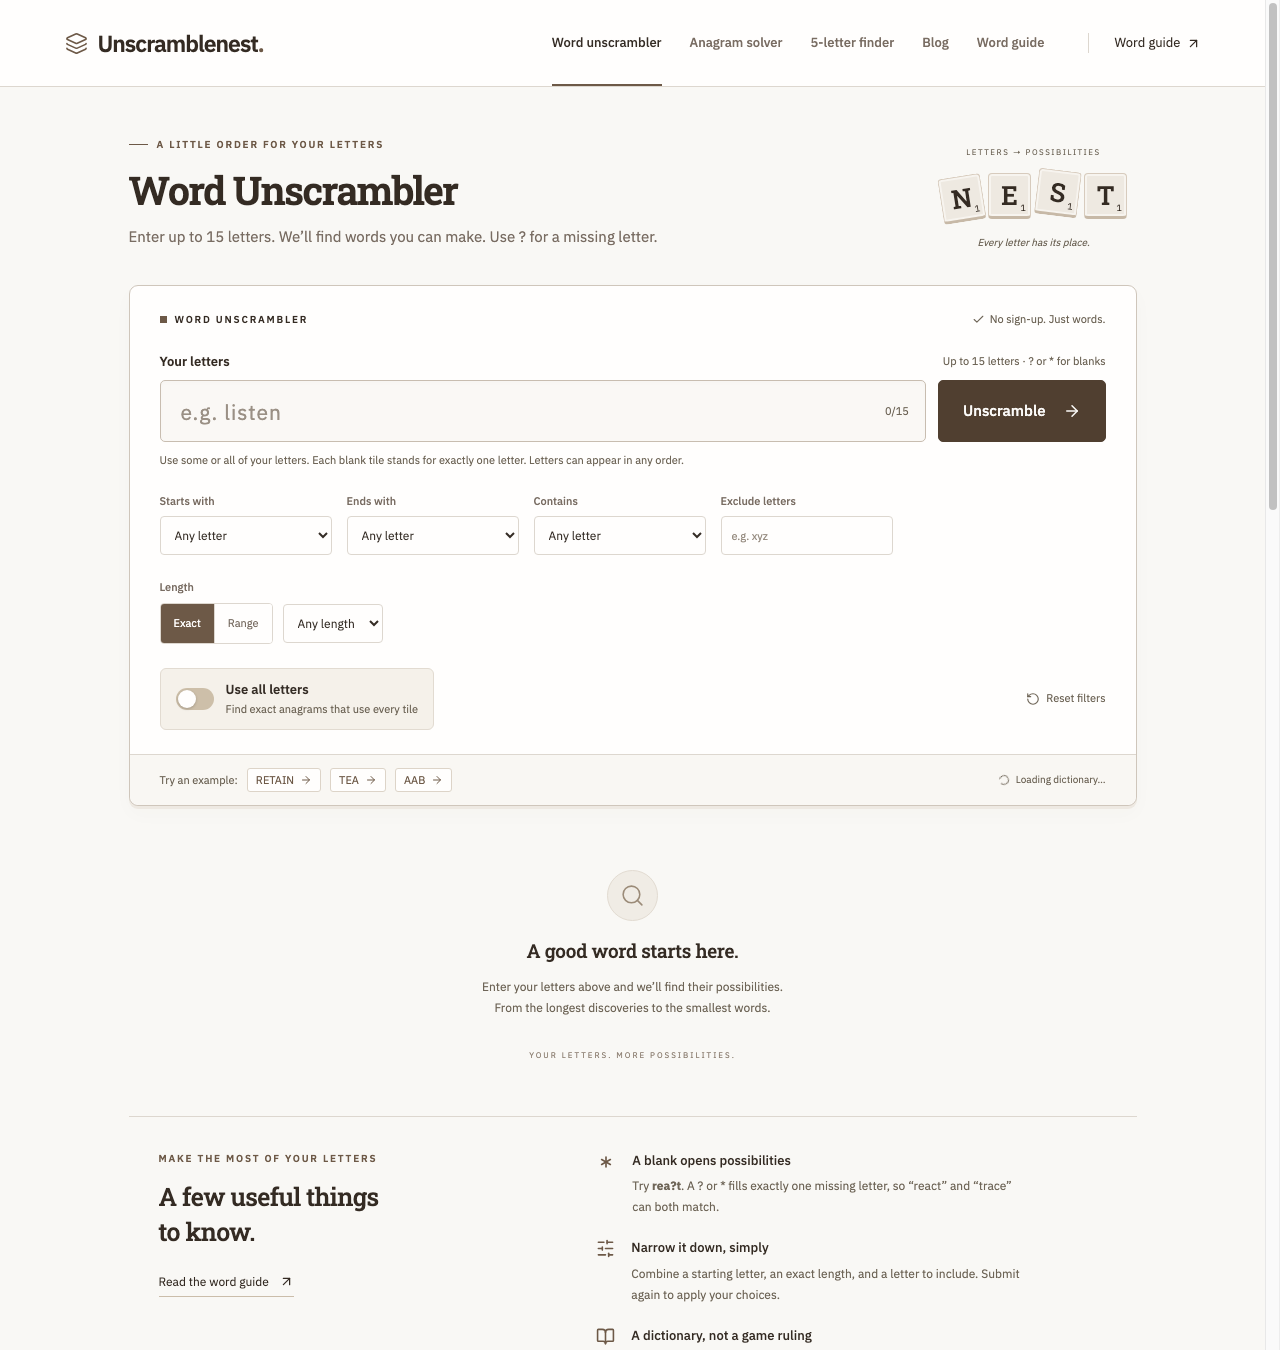 Unscramblenest.
Word unscrambler
Anagram solver
5-letter finder
Blog
Word guide
Word guide
A LITTLE ORDER FOR YOUR LETTERS
Word Unscrambler
Enter up to 15 letters. We’ll find words you can make. Use ? for a missing letter.
LETTERS → POSSIBILITIES
N 1 E 1 S 1 T 1
Every letter has its place.
WORD UNSCRAMBLER
No sign-up. Just words.
Your letters
Up to 15 letters · ? or * for blanks
e.g. listen
0/15
Unscramble →
Use some or all of your letters. Each blank tile stands for exactly one letter. Letters can appear in any order.
Starts with
Ends with
Contains
Exclude letters
Any letter
Any letter
Any letter
e.g. xyz
Length
Exact
Range
Any length
Use all letters
Find exact anagrams that use every tile
Reset filters
Try an example:
RETAIN →
TEA →
AAB →
Loading dictionary...
A good word starts here.
Enter your letters above and we’ll find their possibilities.
From the longest discoveries to the smallest words.
YOUR LETTERS. MORE POSSIBILITIES.
MAKE THE MOST OF YOUR LETTERS
A few useful things
to know.
Read the word guide
A blank opens possibilities
Try rea?t. A ? or * fills exactly one missing letter, so “react” and “trace”
can both match.
Narrow it down, simply
Combine a starting letter, an exact length, and a letter to include. Submit
again to apply your choices.
A dictionary, not a game ruling